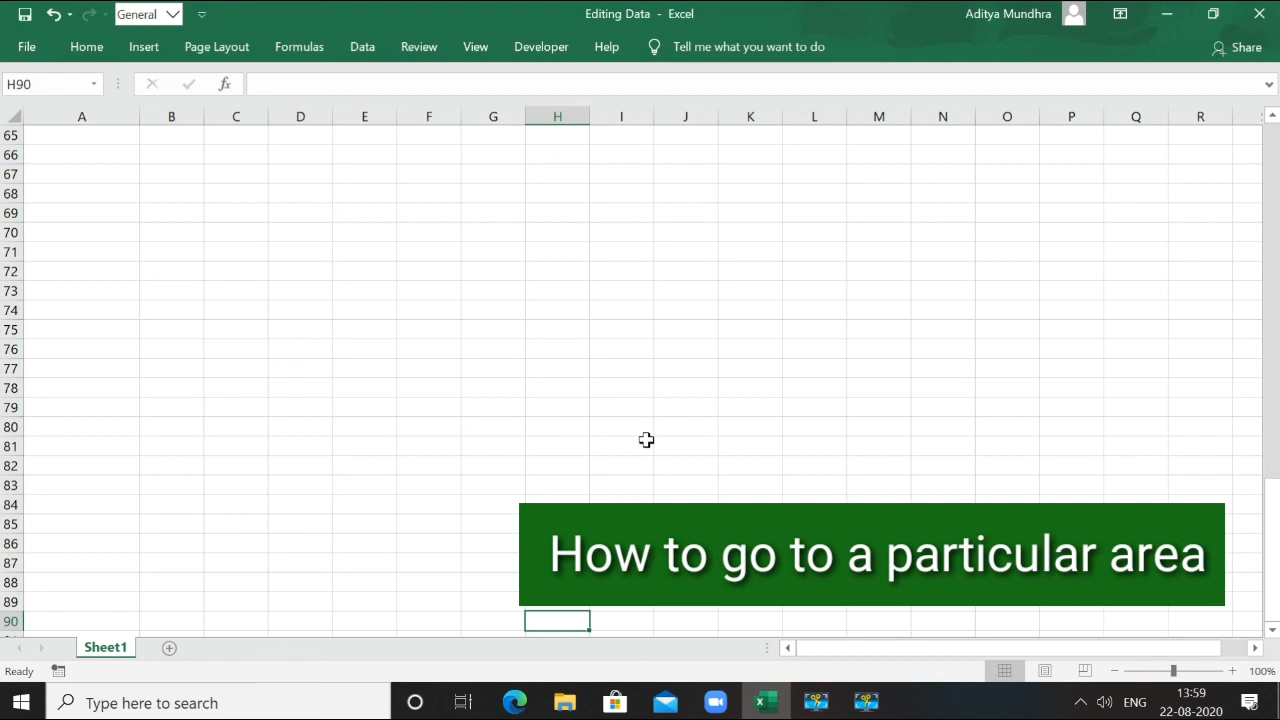 General
Editing Data - Excel
Aditya Mundhra
File Home Insert Page Layout Formulas Data Review View Developer Help Tell me what you want to do Share
H90 fx
A B C D E F G H I J K L M N O P Q R
65
66
67
68
69
70
71
72
73
74
75
76
77
78
79
80
81
82
83
84
85
86
87
88
89
90
How to go to a particular area
Sheet1
Ready 100%
Type here to search
ENG
13:59
22-08-2020